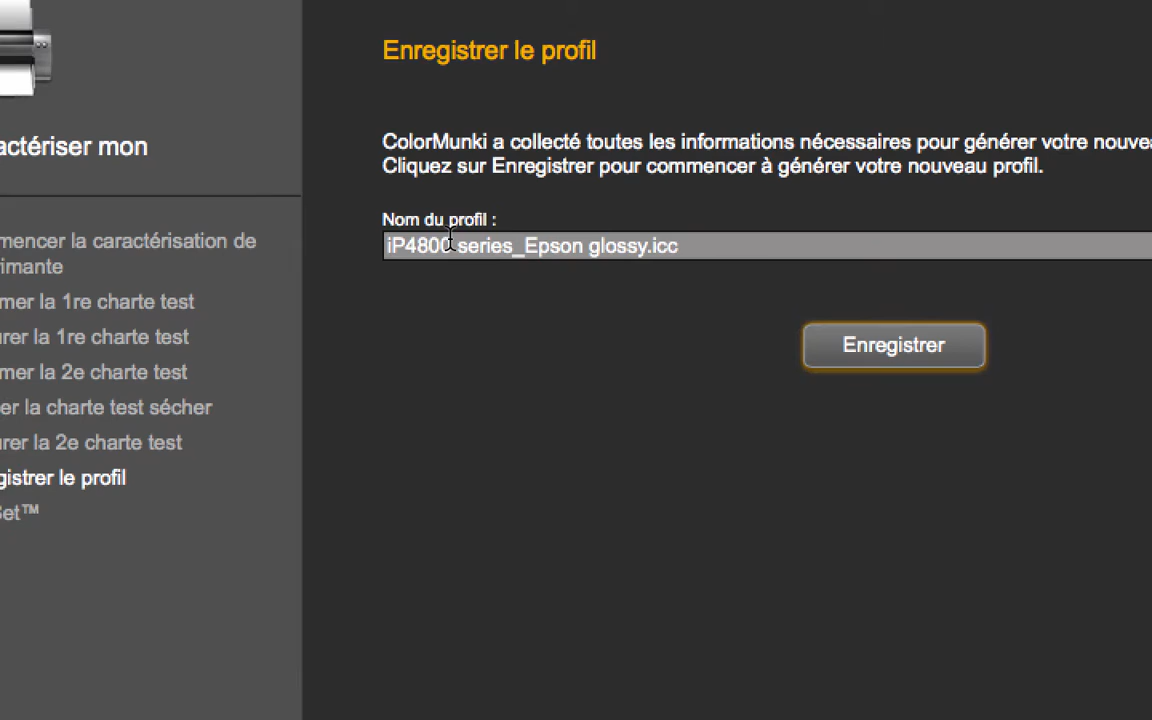 Enregistrer le profil
actériser mon
ColorMunki a collecté toutes les informations nécessaires pour générer votre
Cliquez sur Enregistrer pour commencer à générer votre nouveau profil.
Nom du profil :
iP4800 series_Epson glossy.icc
Enregistrer
mencer la caractérisation de
imante
mer la 1re charte test
urer la 1re charte test
mer la 2e charte test
er la charte test sécher
urer la 2e charte test
gistrer le profil
Set™